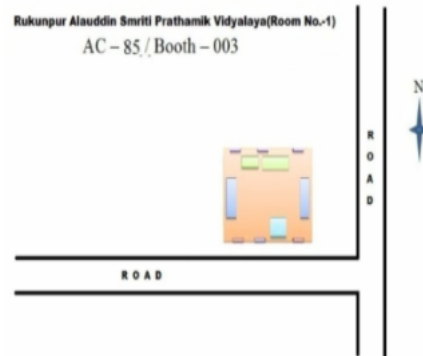 Rukunpur Alauddin Smriti Prathamik Vidyalaya(Room No.-1)
AC – 85 / Booth – 003
N
ROAD
ROAD